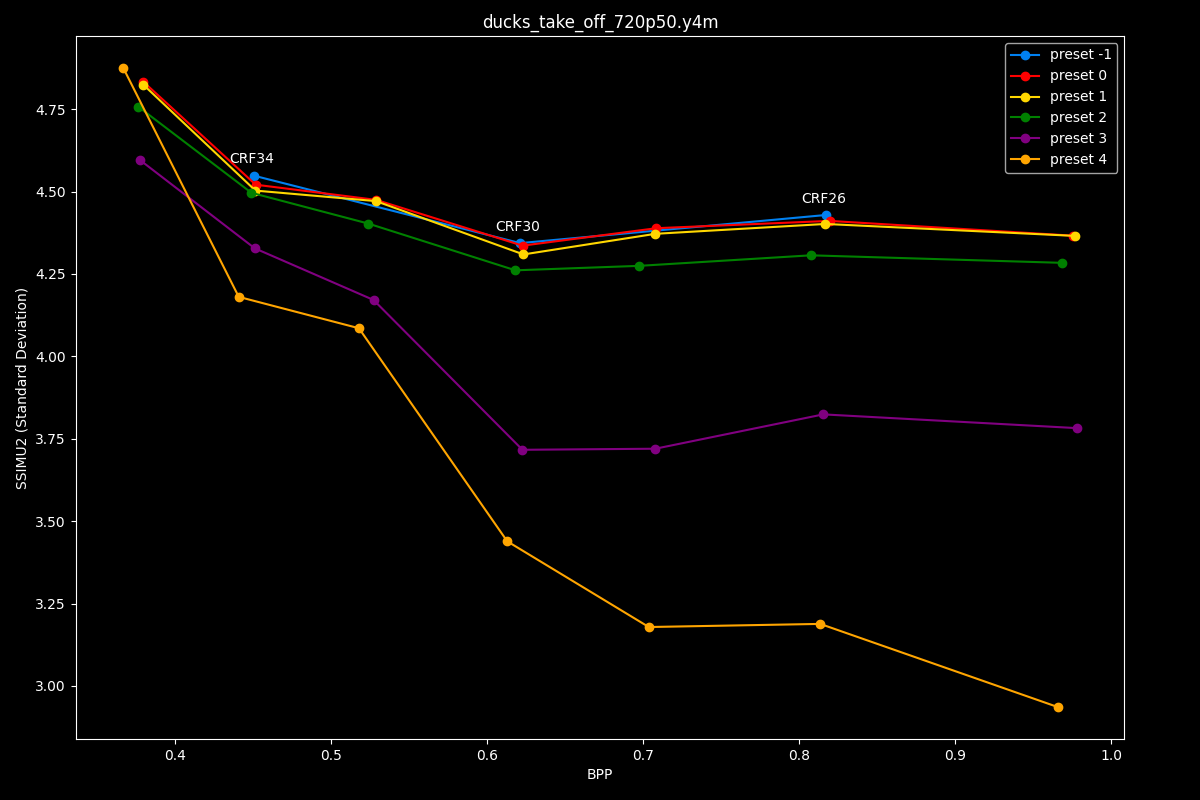 ducks_take_off_720p50.y4m
preset -1
preset 0
preset 1
preset 2
preset 3
preset 4
CRF34
CRF30
CRF26
SSIMU2 (Standard Deviation)
4.75
4.50
4.25
4.00
3.75
3.50
3.25
3.00
0.4 0.5 0.6 0.7 0.8 0.9 1.0
BPP